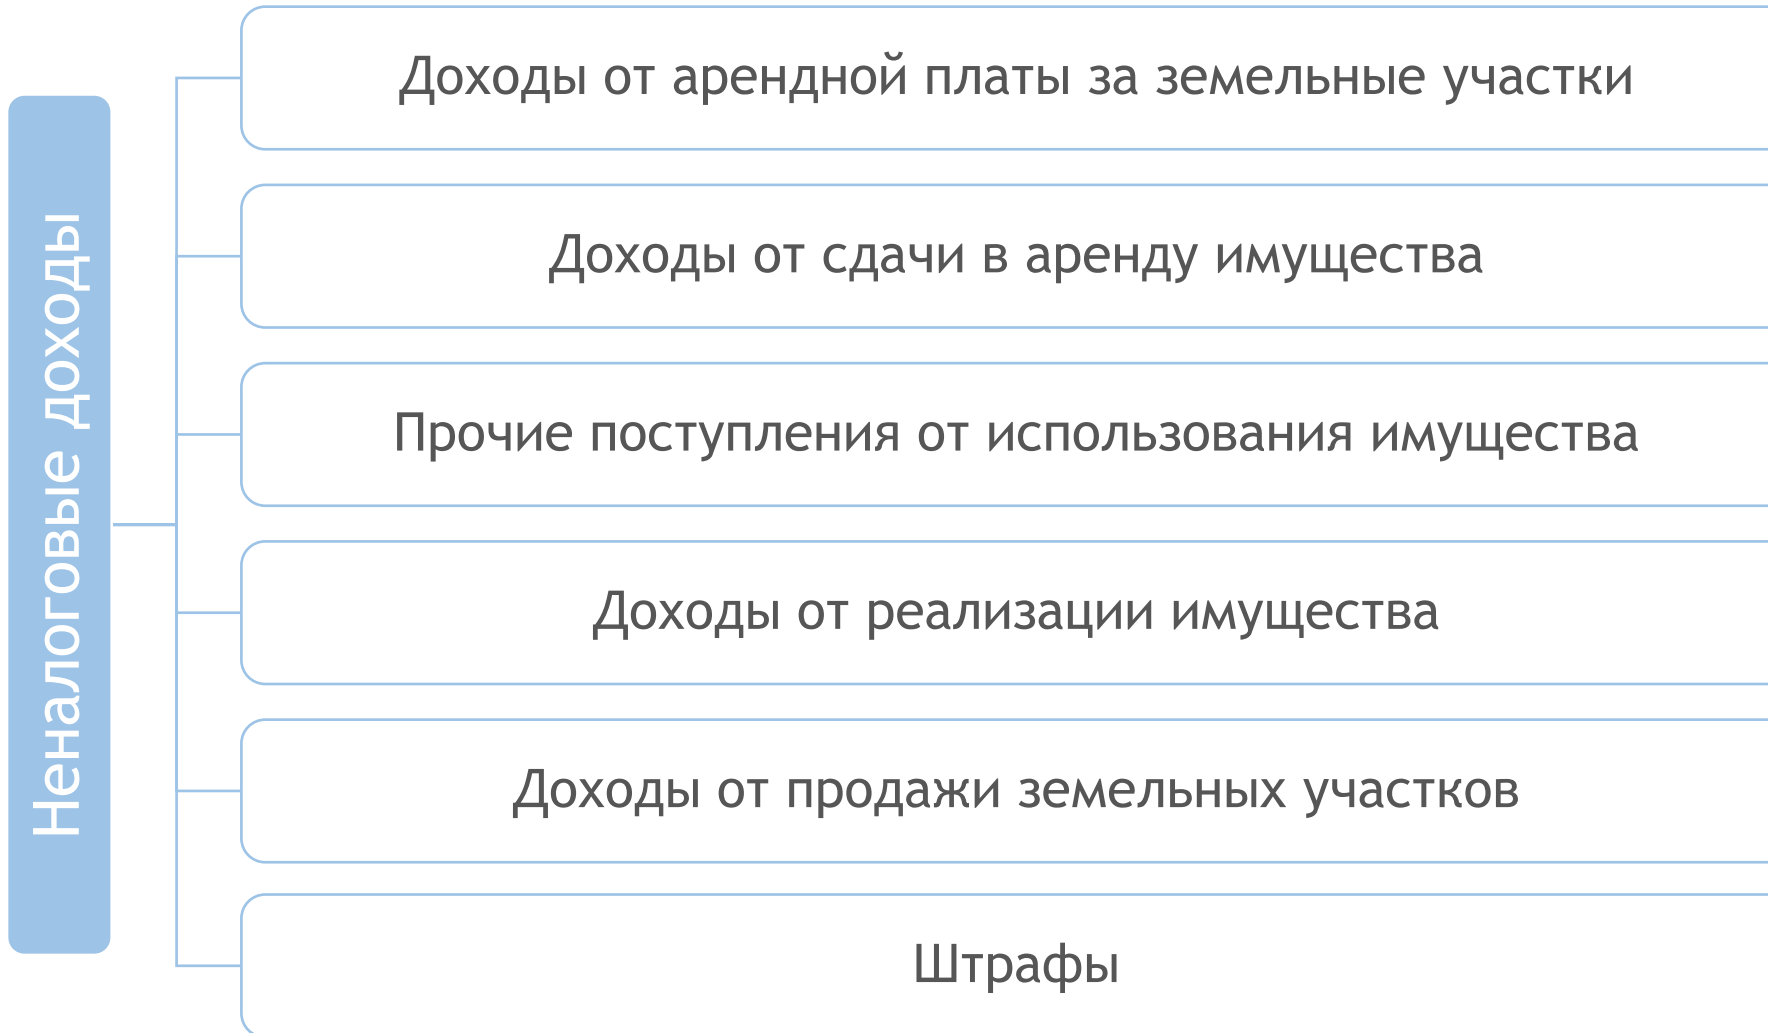 Неналоговые доходы
Доходы от арендной платы за земельные участки
Доходы от сдачи в аренду имущества
Прочие поступления от использования имущества
Доходы от реализации имущества
Доходы от продажи земельных участков
Штрафы